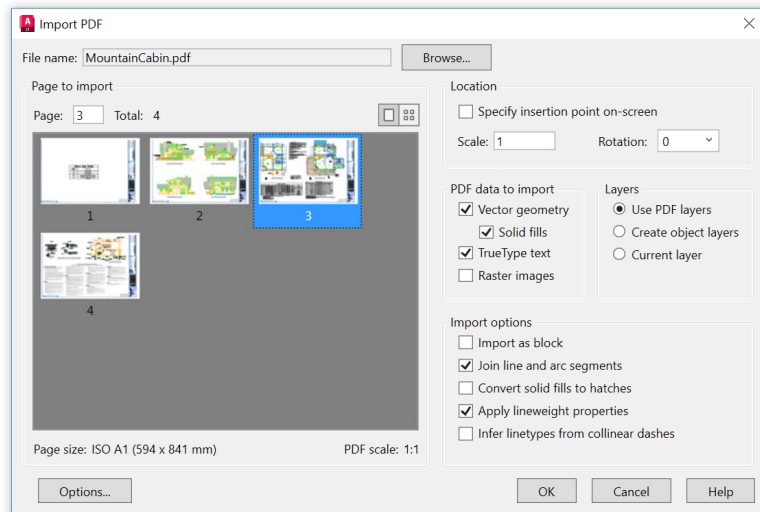 Import PDF
File name: MountainCabin.pdf
Browse...
Page to import
Page: 3 Total: 4
1
2
3
4
Page size: ISO A1 (594 x 841 mm)
PDF scale: 1:1
Location
Specify insertion point on-screen
Scale: 1
Rotation: 0
PDF data to import
Vector geometry
Solid fills
TrueType text
Raster images
Layers
Use PDF layers
Create object layers
Current layer
Import options
Import as block
Join line and arc segments
Convert solid fills to hatches
Apply lineweight properties
Infer linetypes from collinear dashes
Options...
OK
Cancel
Help